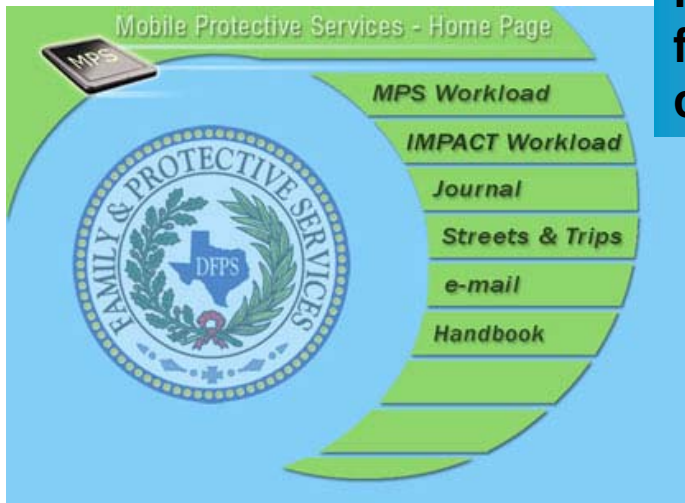 Mobile Protective Services - Home Page
MPS
MPS Workload
IMPACT Workload
Journal
Streets & Trips
e-mail
Handbook
FAMILY & PROTECTIVE SERVICES
DFPS